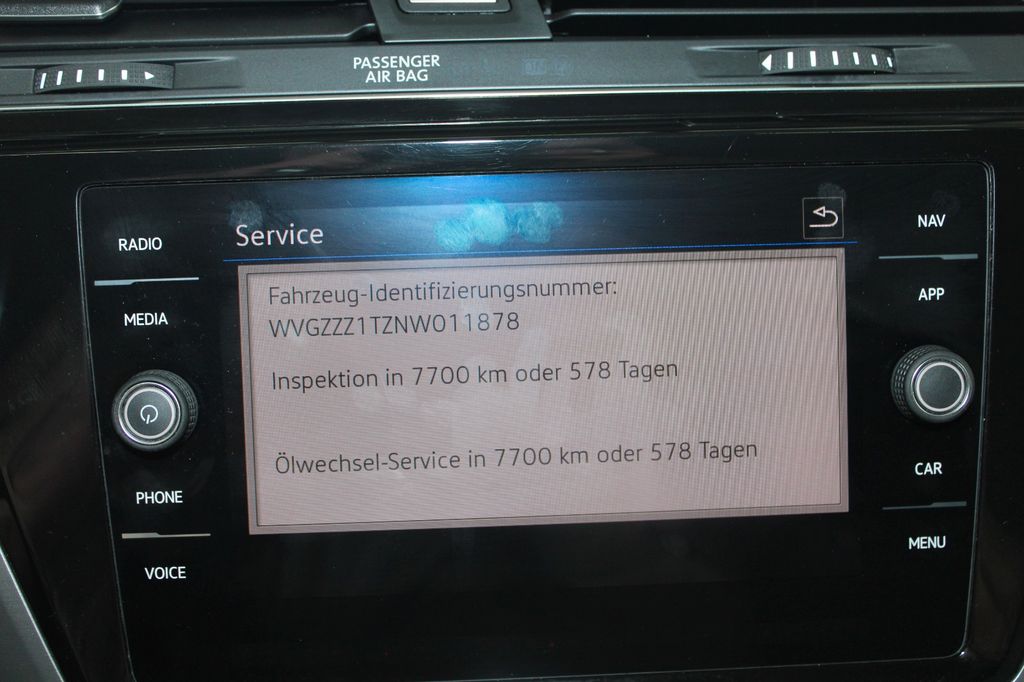 PASSENGER
AIR BAG
RADIO
MEDIA
PHONE
VOICE
Service
Fahrzeug-Identifizierungsnummer:
WVGZZZ1TZNW011878
Inspektion in 7700 km oder 578 Tagen
Ölwechsel-Service in 7700 km oder 578 Tagen
NAV
APP
CAR
MENU